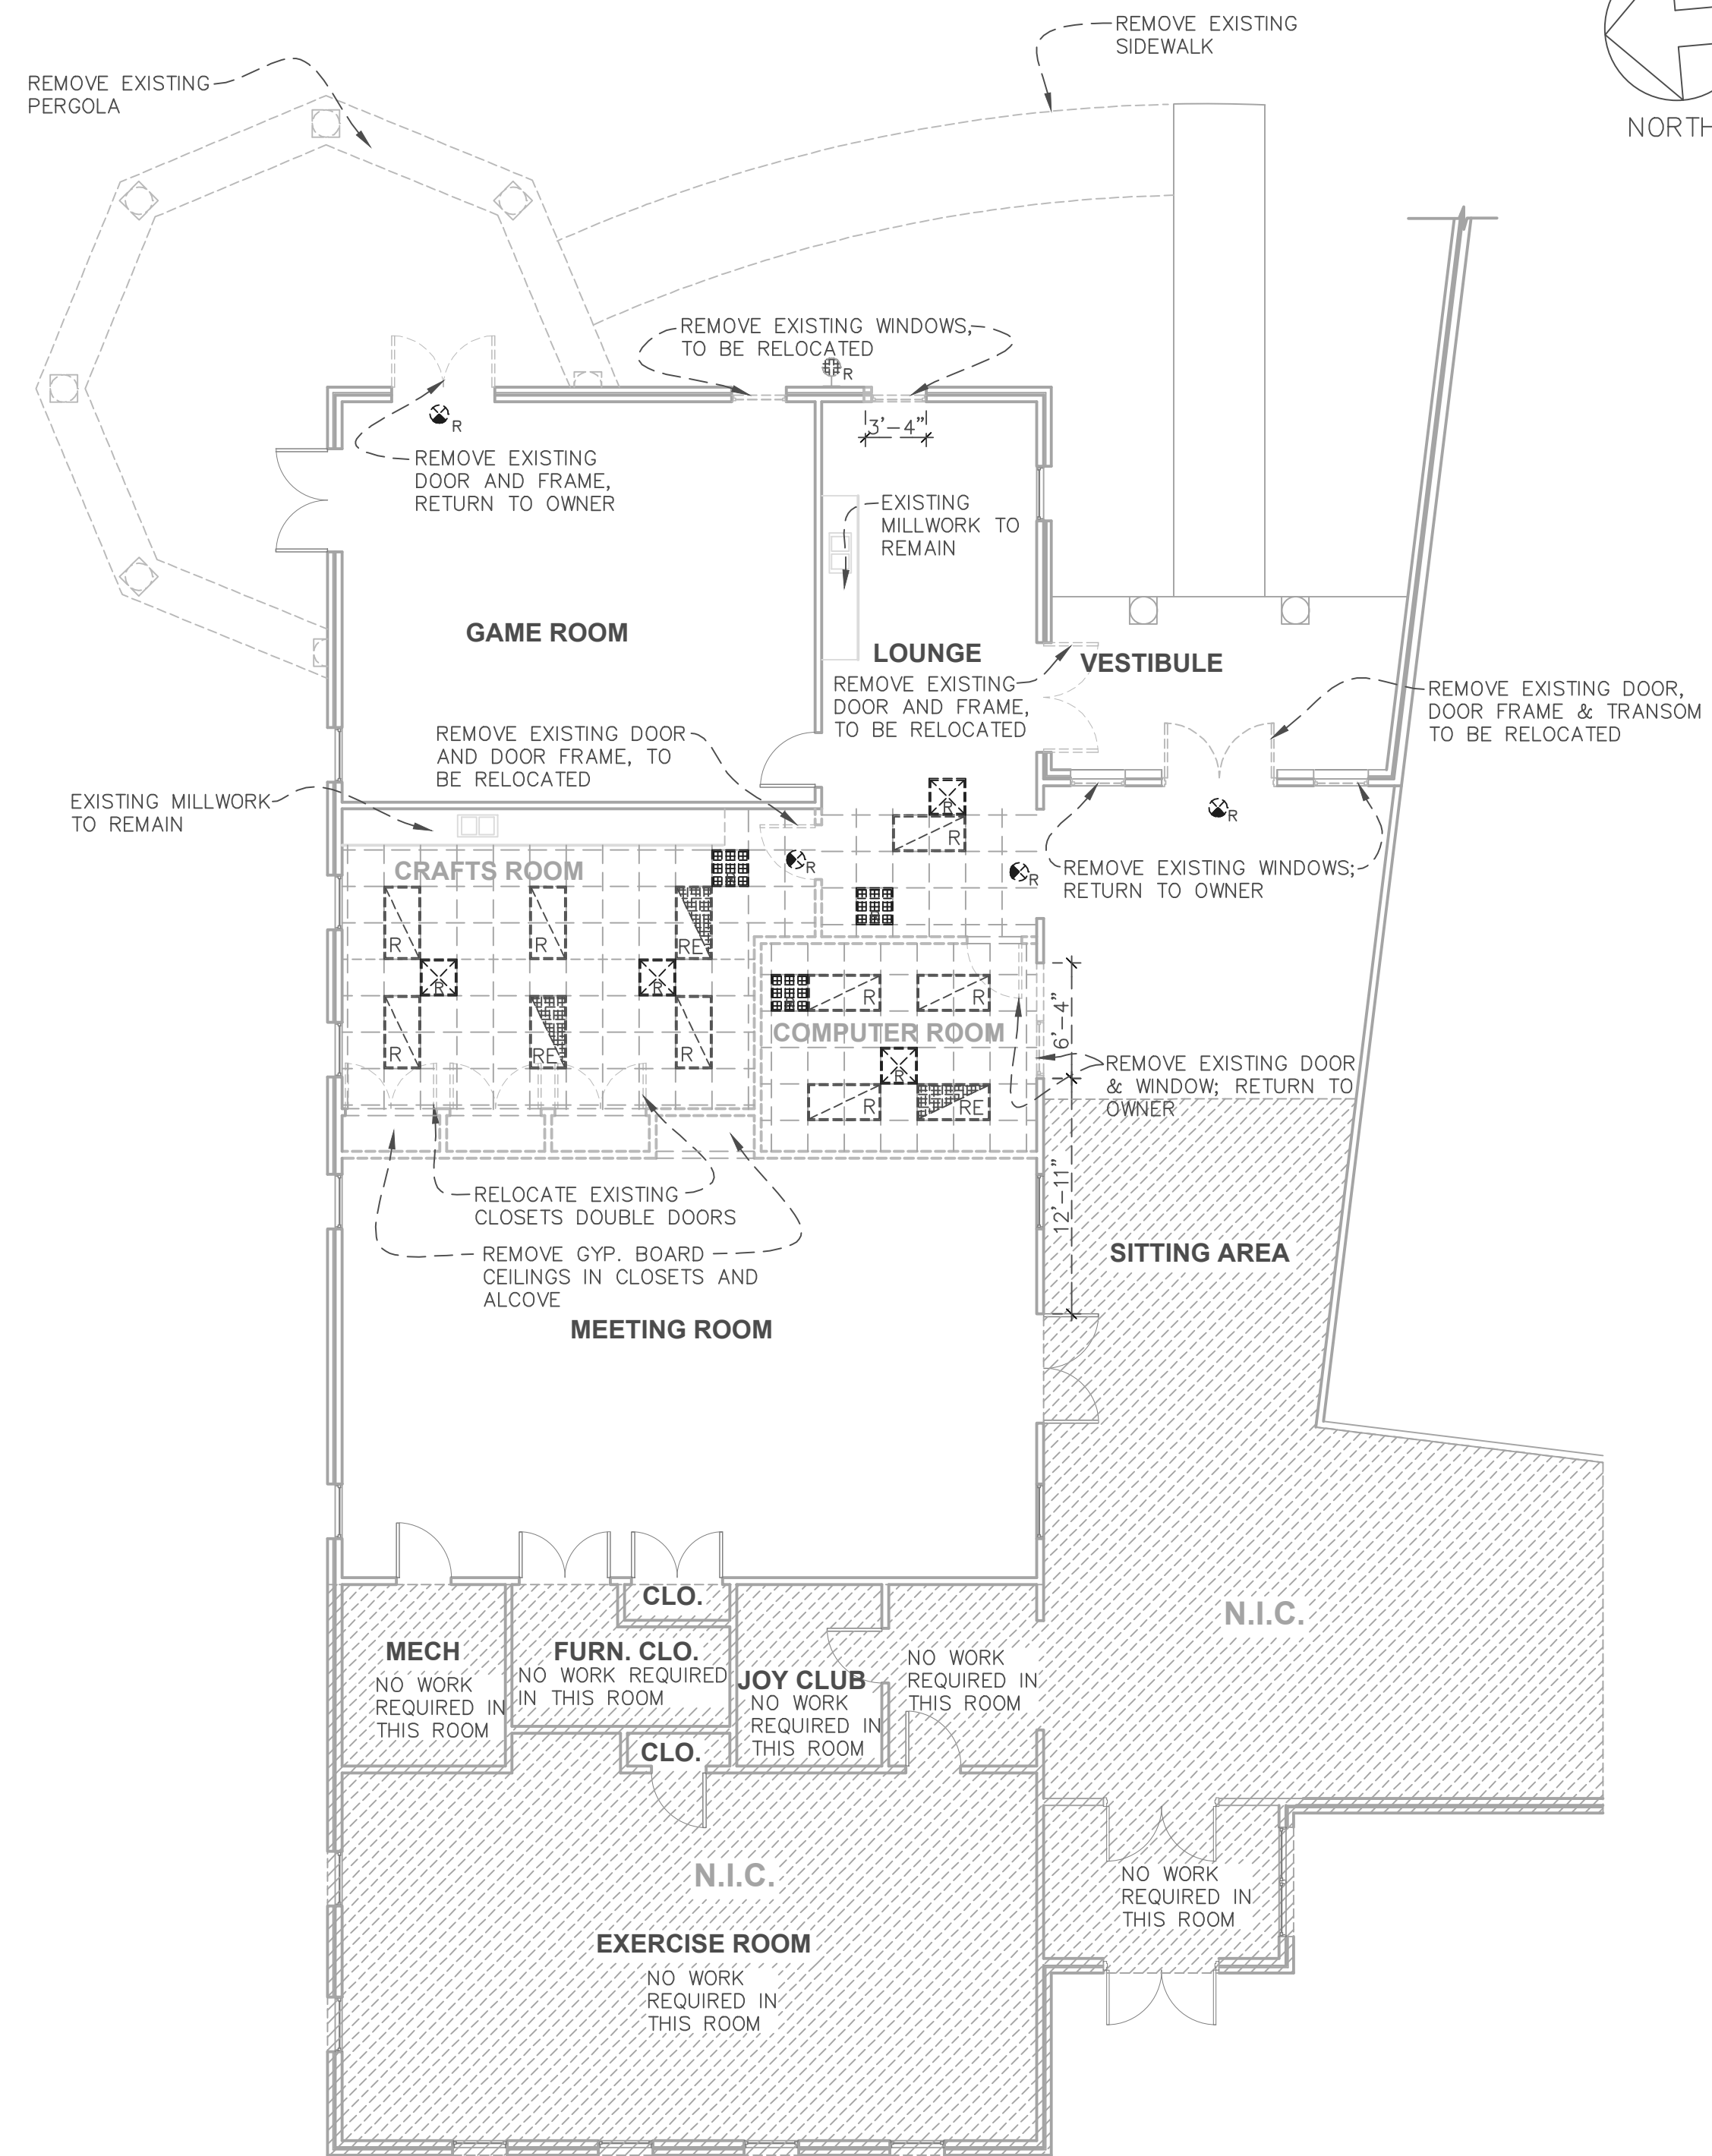 REMOVE EXISTING
SIDEWALK
REMOVE EXISTING
PERGOLA
NORTH
REMOVE EXISTING WINDOWS,
TO BE RELOCATED
R
3'-4"
R
REMOVE EXISTING
DOOR AND FRAME,
RETURN TO OWNER
EXISTING
MILLWORK TO
REMAIN
GAME ROOM
LOUNGE
VESTIBULE
REMOVE EXISTING
DOOR AND FRAME,
TO BE RELOCATED
REMOVE EXISTING DOOR,
DOOR FRAME & TRANSOM
TO BE RELOCATED
REMOVE EXISTING DOOR
AND DOOR FRAME, TO
BE RELOCATED
EXISTING MILLWORK
TO REMAIN
R
R
R
R
R
REMOVE EXISTING WINDOWS;
RETURN TO OWNER
CRAFTS ROOM
R
R
RE
R
R
R
RE
R
R
R
COMPUTER ROOM
R
R
RE
6'-4"
REMOVE EXISTING DOOR
& WINDOW; RETURN TO
OWNER
12'-11"
RELOCATE EXISTING
CLOSETS DOUBLE DOORS
REMOVE GYP. BOARD
CEILINGS IN CLOSETS AND
ALCOVE
SITTING AREA
MEETING ROOM
CLO.
N.I.C.
MECH
NO WORK
REQUIRED IN
THIS ROOM
FURN. CLO.
NO WORK REQUIRED
IN THIS ROOM
JOY CLUB
NO WORK
REQUIRED IN
THIS ROOM
NO WORK
REQUIRED IN
THIS ROOM
CLO.
N.I.C.
EXERCISE ROOM
NO WORK
REQUIRED IN
THIS ROOM
NO WORK
REQUIRED IN
THIS ROOM